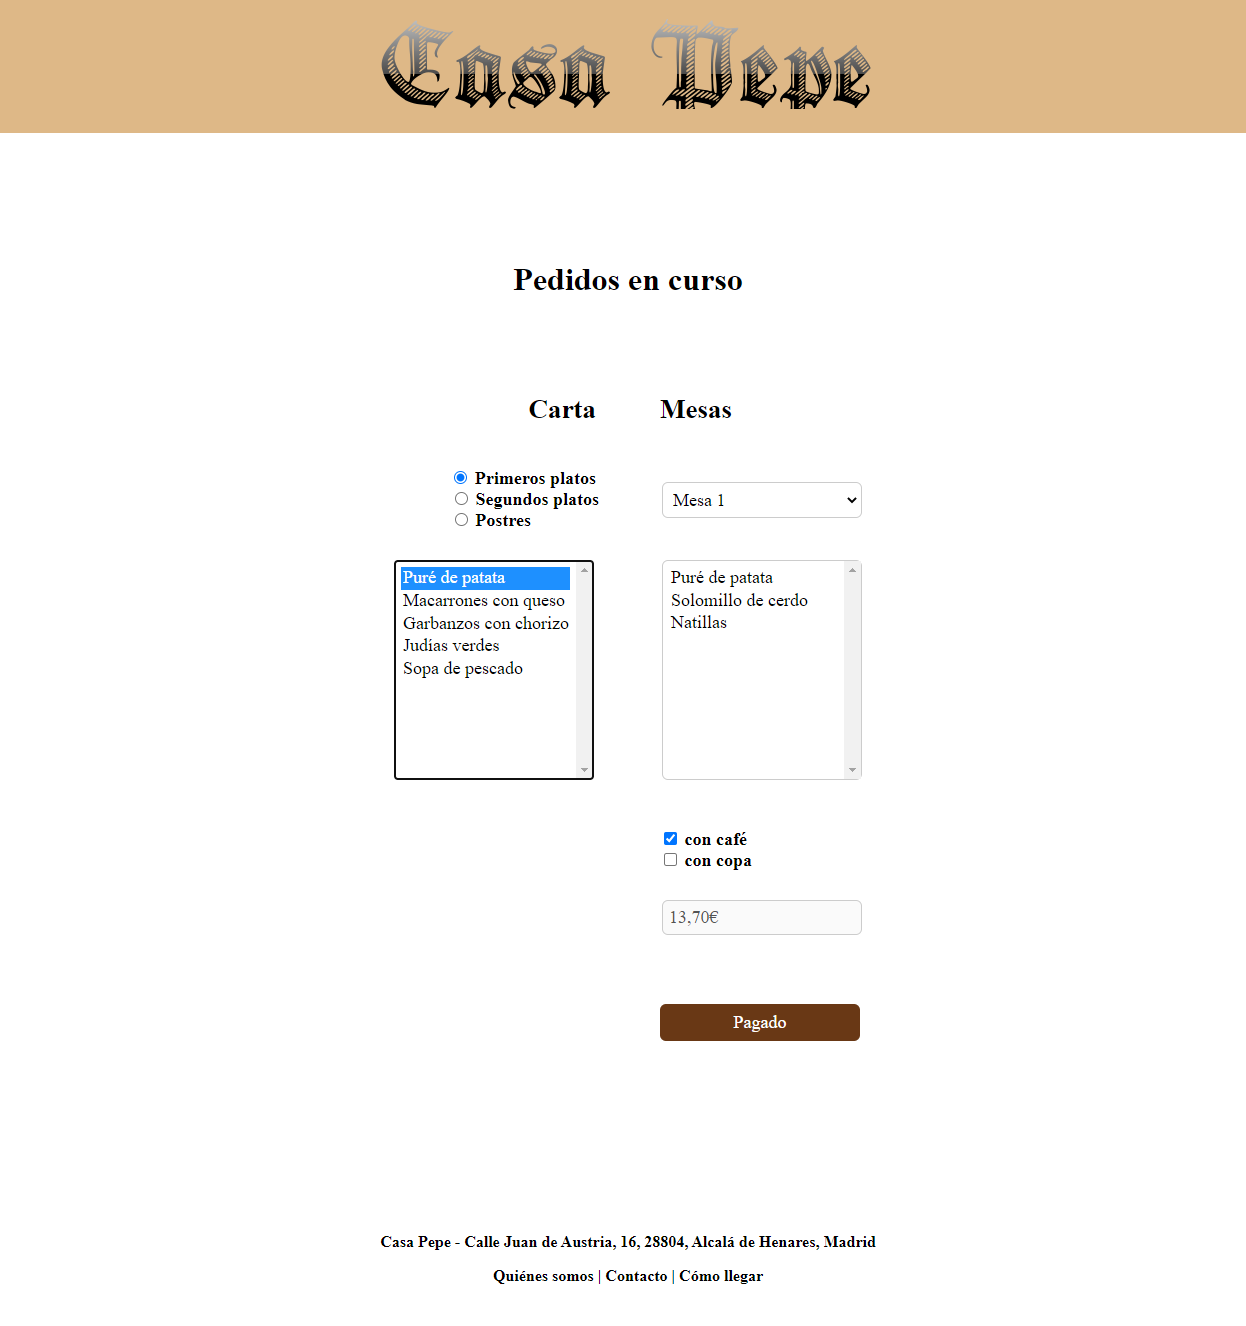 Casa Pepe
Pedidos en curso
Carta
Mesas
Primeros platos
Segundos platos
Postres
Mesa 1
Puré de patata
Macarrones con queso
Garbanzos con chorizo
Judías verdes
Sopa de pescado
Puré de patata
Solomillo de cerdo
Natillas
con café
con copa
13,70€
Pagado
Casa Pepe - Calle Juan de Austria, 16, 28804, Alcalá de Henares, Madrid
Quiénes somos | Contacto | Cómo llegar